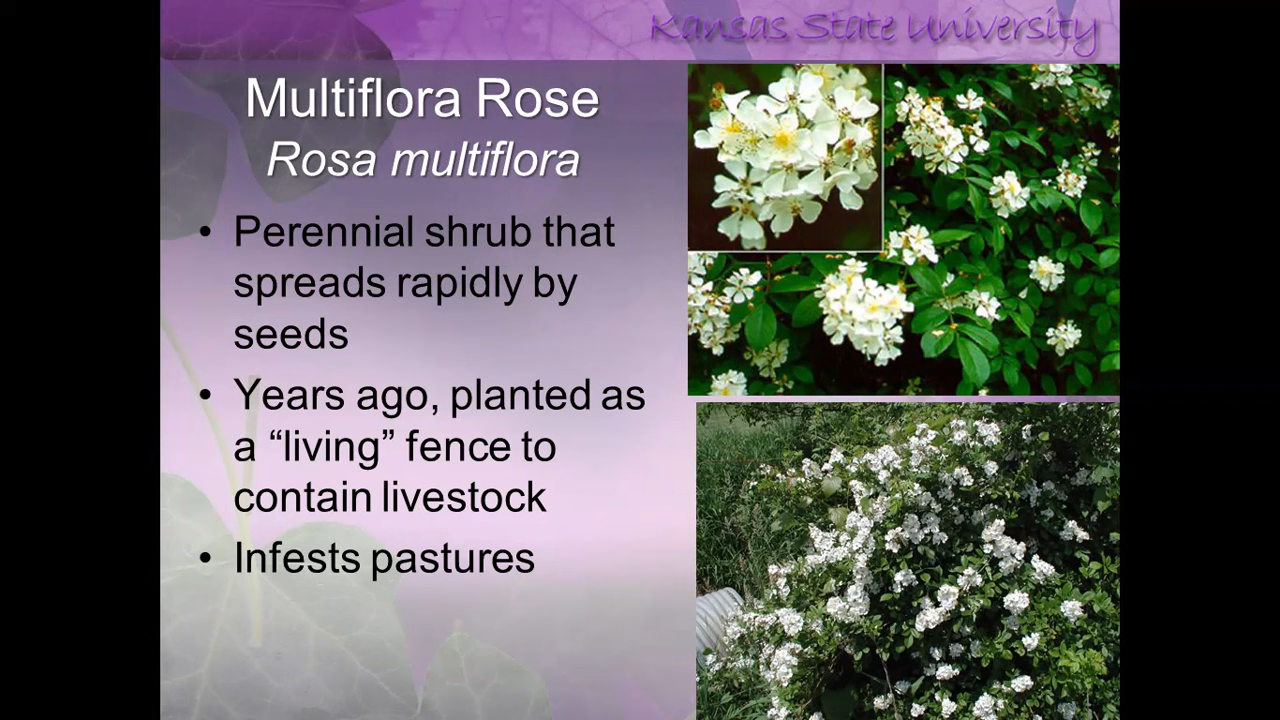 Kansas State University
Multiflora Rose
Rosa multiflora
• Perennial shrub that
spreads rapidly by
seeds
• Years ago, planted as
a “living” fence to
contain livestock
• Infests pastures